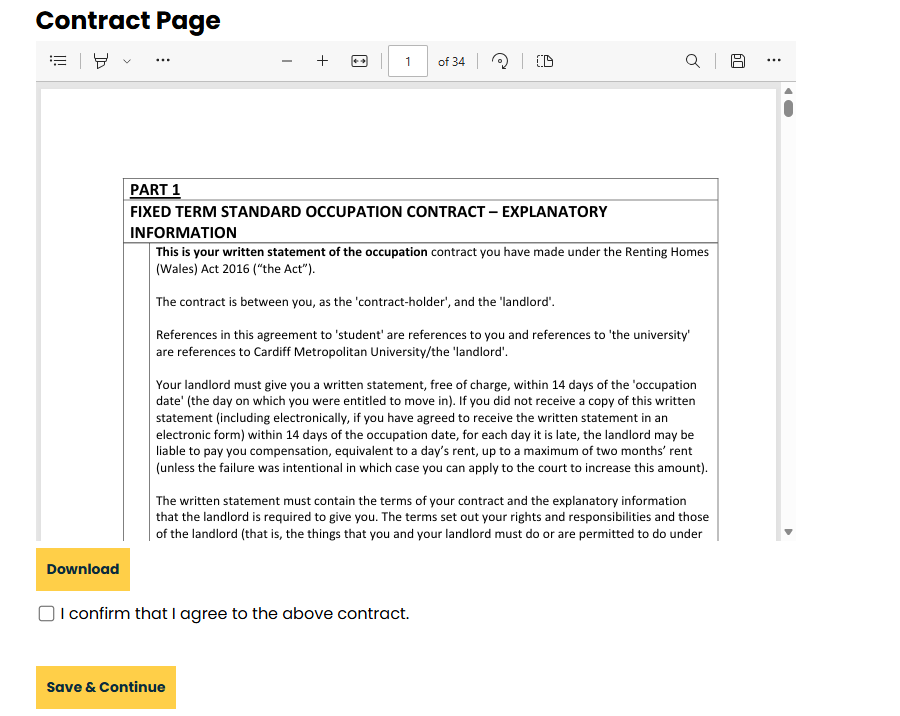 Contract Page
1 of 34
PART 1
FIXED TERM STANDARD OCCUPATION CONTRACT – EXPLANATORY
INFORMATION
This is your written statement of the occupation contract you have made under the Renting Homes
(Wales) Act 2016 (“the Act”).
The contract is between you, as the 'contract-holder', and the 'landlord'.
References in this agreement to 'student' are references to you and references to 'the university'
are references to Cardiff Metropolitan University/the 'landlord'.
Your landlord must give you a written statement, free of charge, within 14 days of the 'occupation
date' (the day on which you were entitled to move in). If you did not receive a copy of this written
statement (including electronically, if you have agreed to receive the written statement in an
electronic form) within 14 days of the occupation date, for each day it is late, the landlord may be
liable to pay you compensation, equivalent to a day’s rent, up to a maximum of two months’ rent
(unless the failure was intentional in which case you can apply to the court to increase this amount).
The written statement must contain the terms of your contract and the explanatory information
that the landlord is required to give you. The terms set out your rights and responsibilities and those
of the landlord (that is, the things that you and your landlord must do or are permitted to do under
Download
I confirm that I agree to the above contract.
Save & Continue